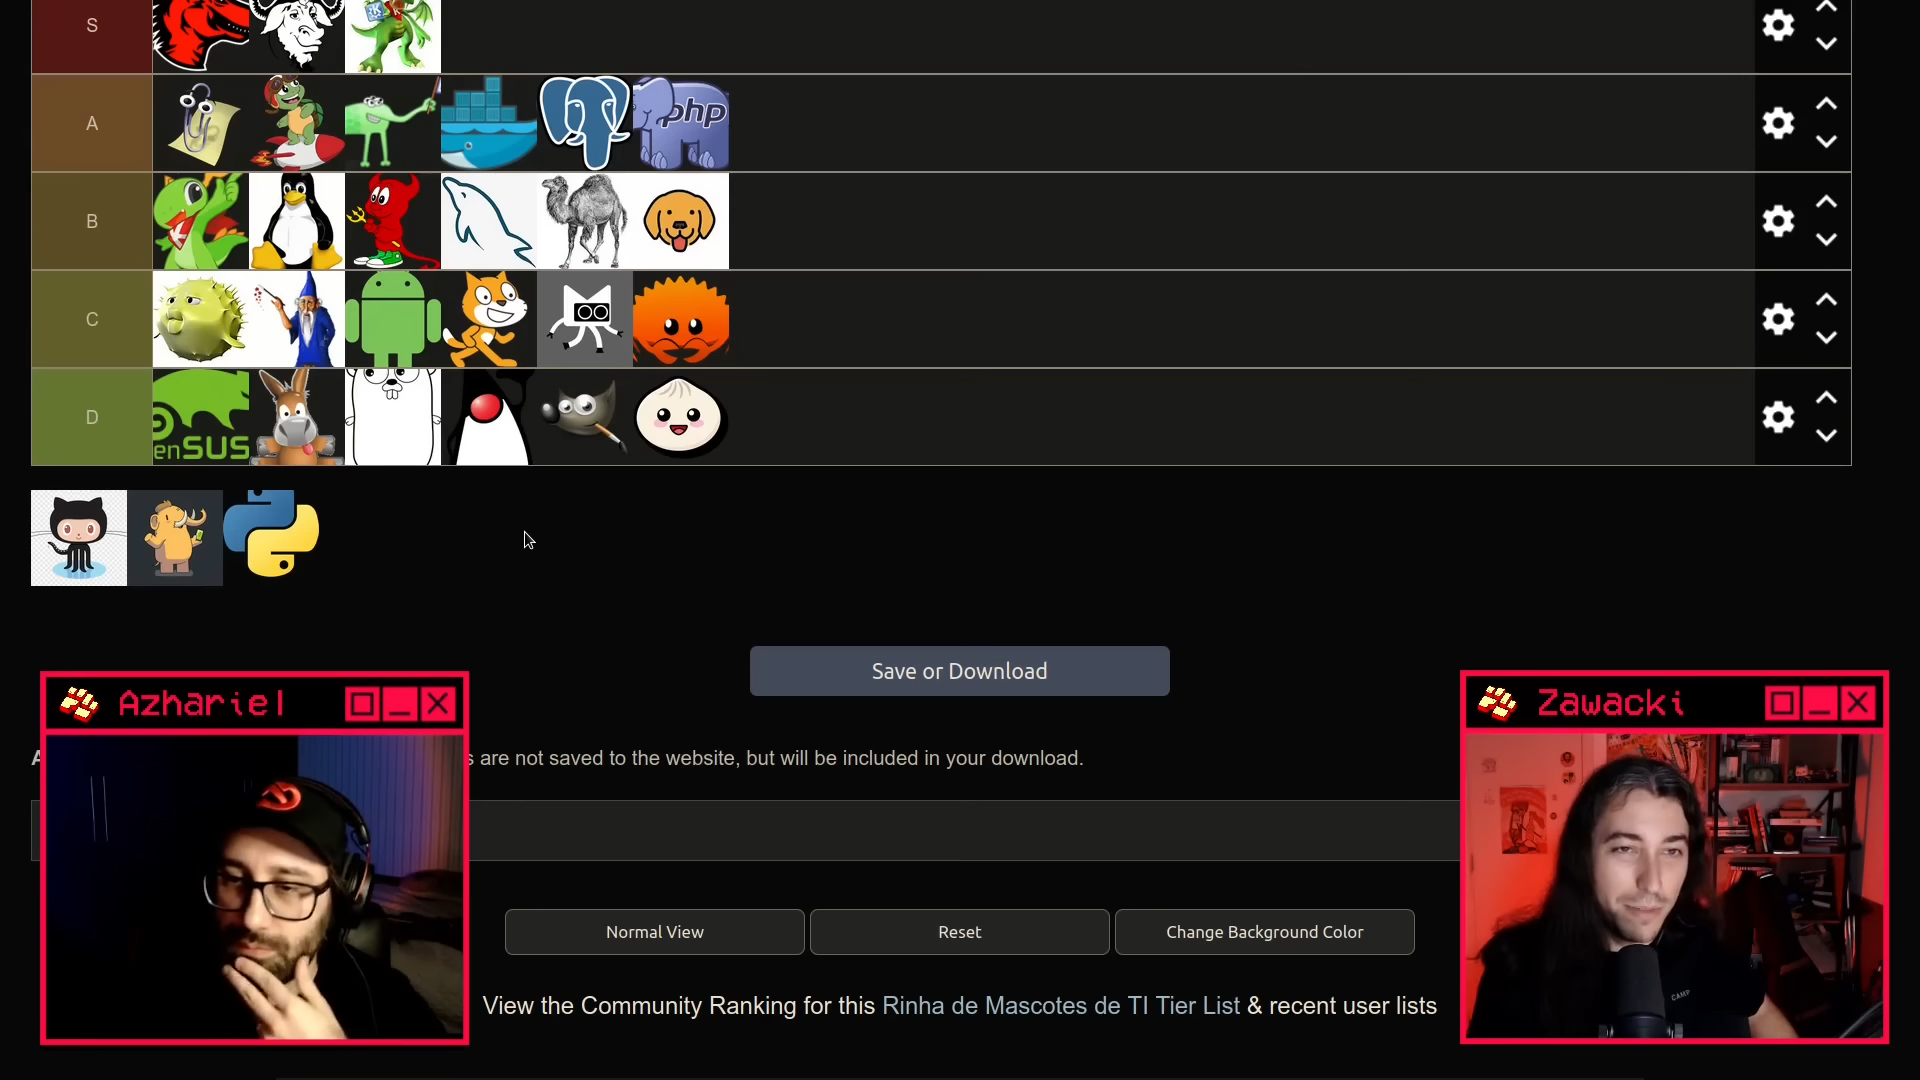 S
A
php
B
C
D
enSUS
Save or Download
Azhariel
Zawacki
s are not saved to the website, but will be included in your download.
Normal View
Reset
Change Background Color
CAMP
View the Community Ranking for this Rinha de Mascotes de TI Tier List & recent user lists